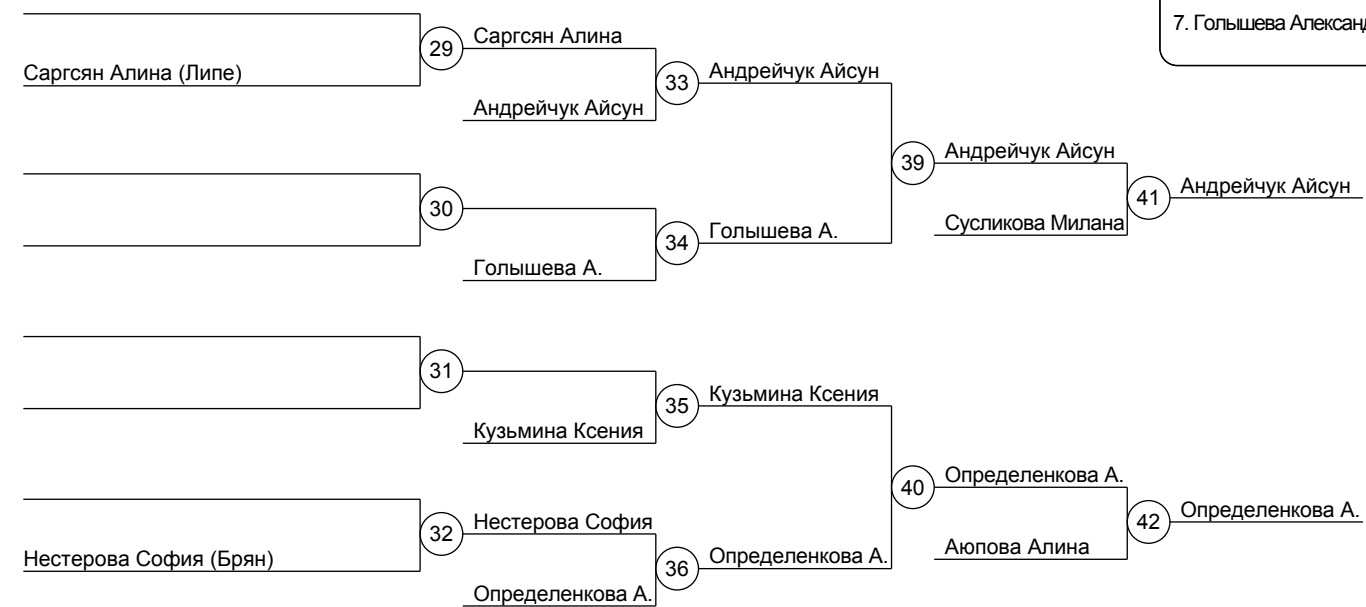 7. Голышева Александ
29
Саргсян Алина
Саргсян Алина (Липе)
33
Андрейчук Айсун
Андрейчук Айсун
39
Андрейчук Айсун
41
Андрейчук Айсун
30
Сусликова Милана
34
Голышева А.
Голышева А.
31
35
Кузьмина Ксения
Кузьмина Ксения
40
Определенкова А.
42
Определенкова А.
32
Нестерова София
Аюпова Алина
Нестерова София (Брян)
36
Определенкова А.
Определенкова А.